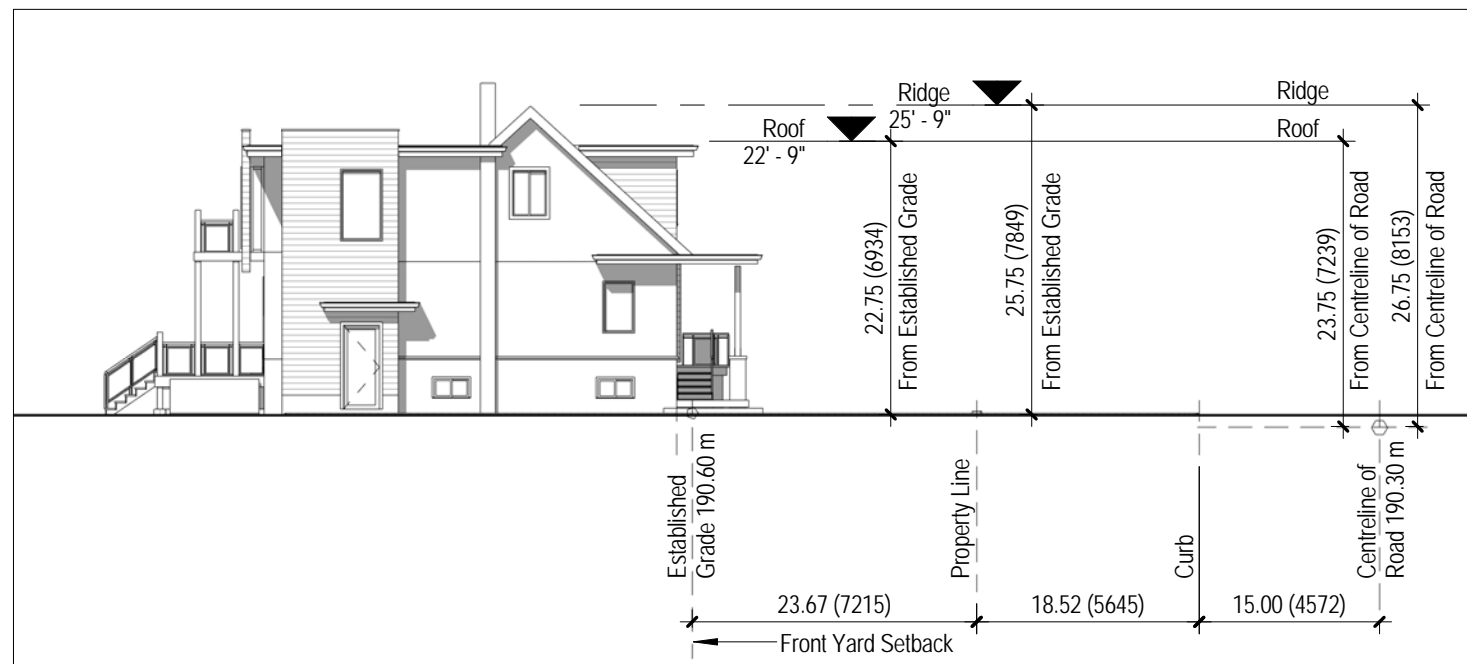 Ridge
25' - 9"
Ridge
Roof
22' - 9"
Roof
22.75 (6934)
From Established Grade
25.75 (7849)
From Established Grade
23.75 (7239)
From Centreline of Road
26.75 (8153)
From Centreline of Road
Established
Grade 190.60 m
Property Line
Curb
Centreline of
Road 190.30 m
23.67 (7215)
18.52 (5645)
15.00 (4572)
Front Yard Setback